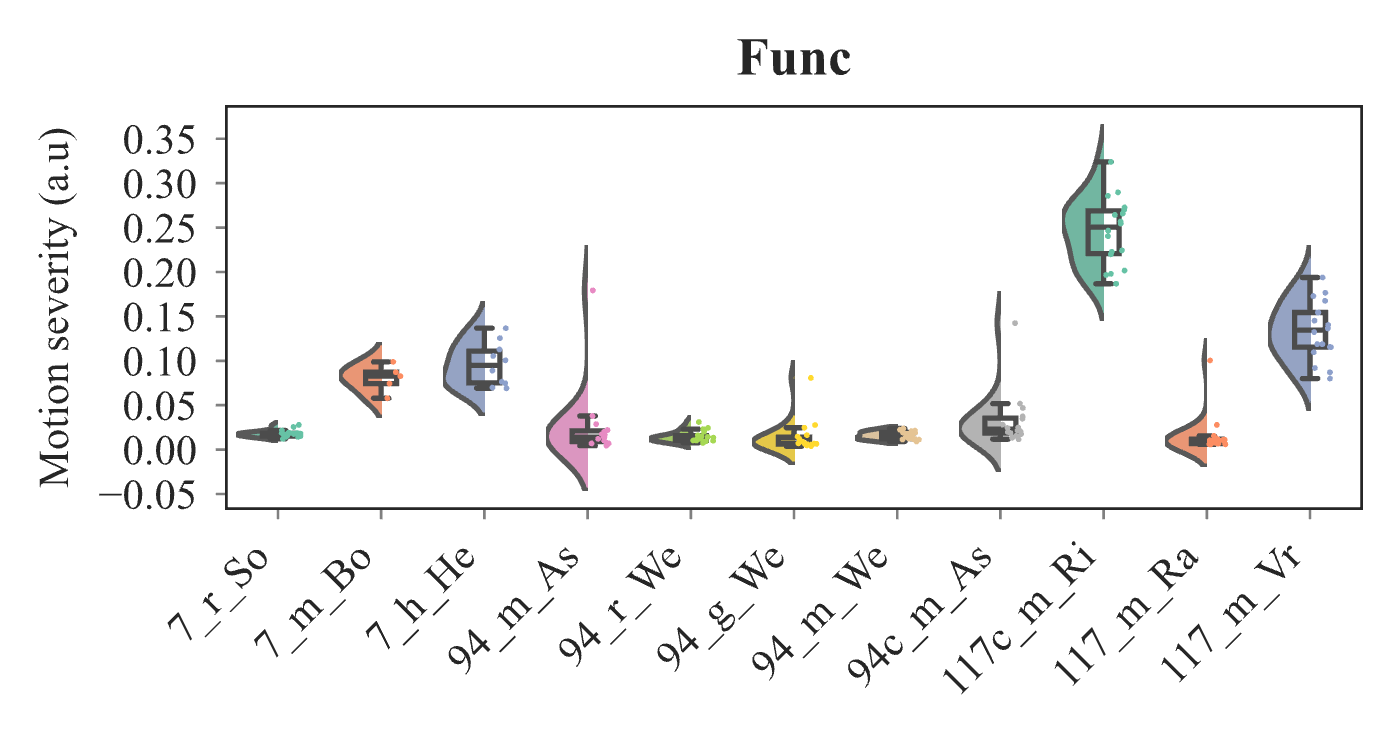 Func
Motion severity (a.u)
0.35
0.30
0.25
0.20
0.15
0.10
0.05
0.00
−0.05
7_r_So
7_m_Bo
7_h_He
94_m_As
94_r_We
94_g_We
94_m_We
94c_m_As
117c_m_Ri
117_m_Ra
117_m_Vr